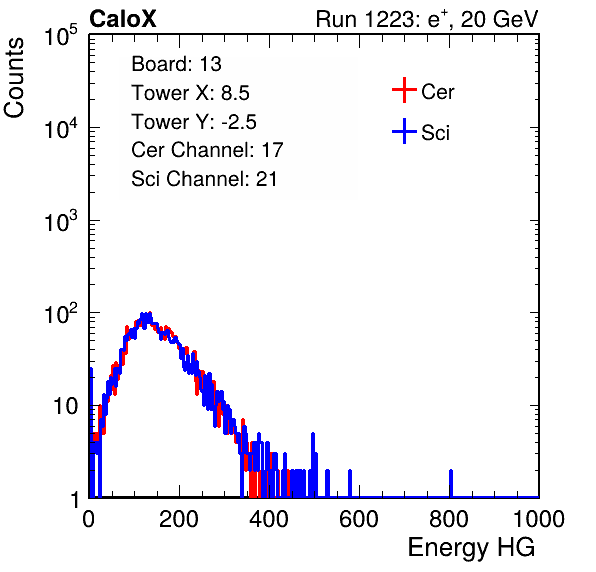 CaloX Run 1223: e⁺, 20 GeV
Counts
10⁵
10⁴
10³
10²
10
1
Board: 13
Tower X: 8.5
Tower Y: -2.5
Cer Channel: 17
Sci Channel: 21
Cer
Sci
0 200 400 600 800 1000
Energy HG